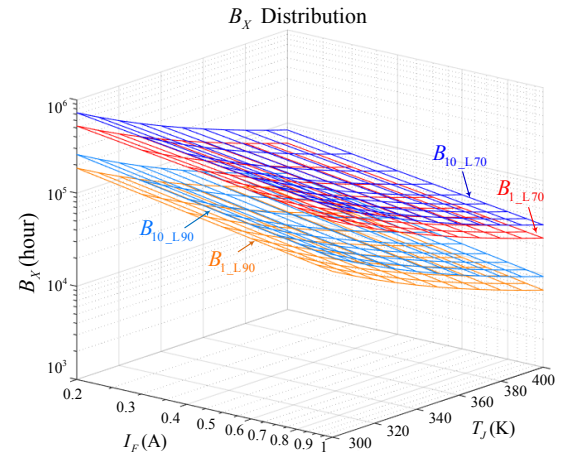 B_X Distribution
10^6
10^5
10^4
10^3
B_X (hour)
B_10_L70
B_1_L70
B_10_L90
B_1_L90
0.2
0.3
0.4
0.5
0.6
0.7
0.8
0.9
1
I_F (A)
300
320
340
360
380
400
T_J (K)